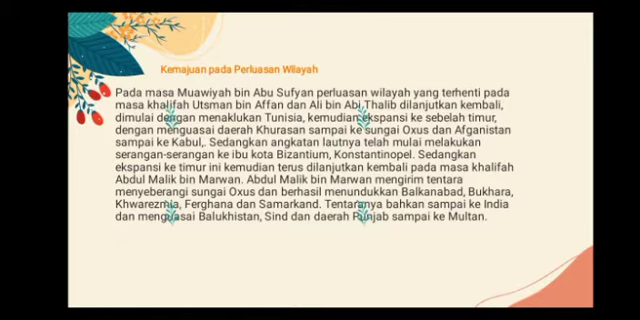 Kemajuan pada Perluasan Wilayah
Pada masa Muawiyah bin Abu Sufyan perluasan wilayah yang terhenti pada
masa khalifah Utsman bin Affan dan Ali bin Abi Thalib dilanjutkan kembali,
dimulai dengan menaklukan Tunisia, kemudian ekspansi ke sebelah timur,
dengan menguasai daerah Khurasan sampai ke sungai Oxus dan Afganistan
sampai ke Kabul,. Sedangkan angkatan lautnya telah mulai melakukan
serangan-serangan ke ibu kota Bizantium, Konstantinopel. Sedangkan
ekspansi ke timur ini kemudian terus dilanjutkan kembali pada masa khalifah
Abdul Malik bin Marwan. Abdul Malik bin Marwan mengirim tentara
menyeberangi sungai Oxus dan berhasil menundukkan Balkanabad, Bukhara,
Khwarezmia, Ferghana dan Samarkand. Tentaranya bahkan sampai ke India
dan menguasai Balukhistan, Sind dan daerah Punjab sampai ke Multan.